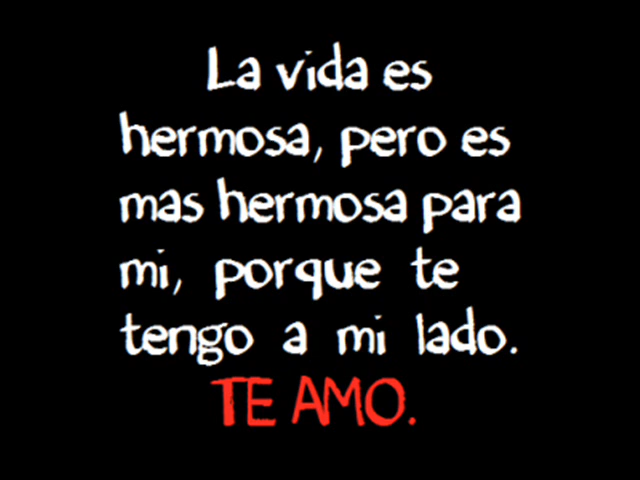 La vida es
hermosa, pero es
mas hermosa para
mi, porque te
tengo a mi lado.
TE AMO.